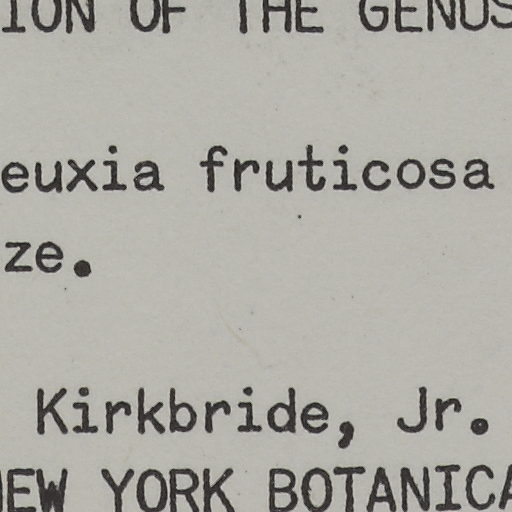 ION OF THE GENUS
euxia fruticosa
ze.
Kirkbride, Jr.
NEW YORK BOTANICA